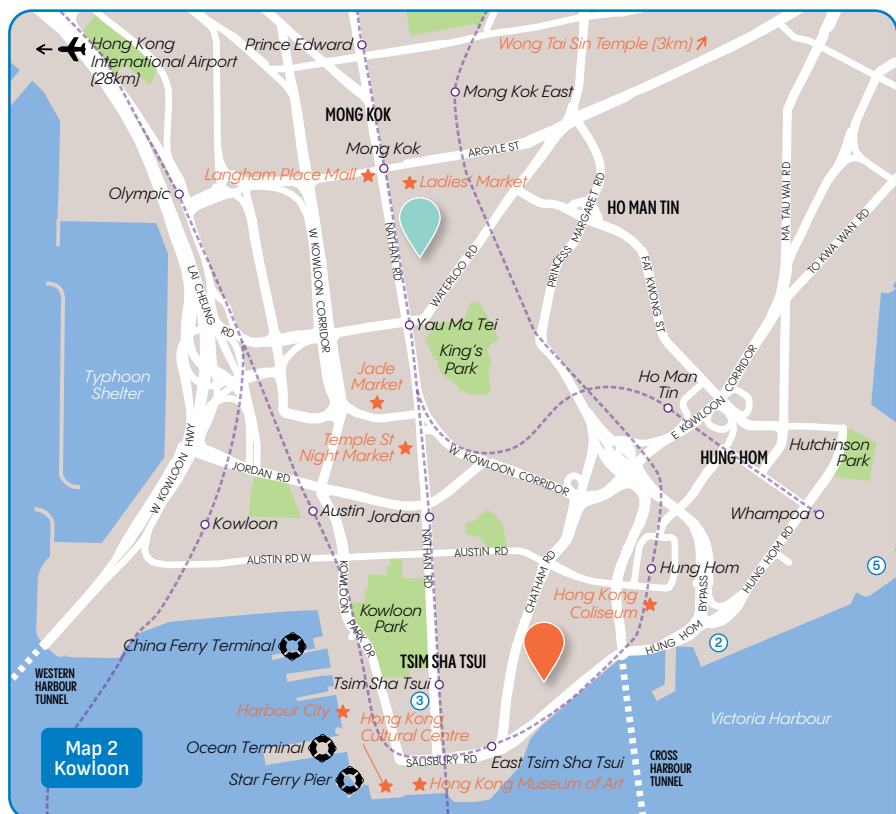 Hong Kong
International Airport
(28km)
Prince Edward
Wong Tai Sin Temple (3km)
Mong Kok East
MONG KOK
Mong Kok
ARGYLE ST
Langham Place Mall
Ladies' Market
Olympic
HO MAN TIN
PRINCESS MARGARET RD
MA TAU WAI RD
TO KWA WAN RD
NATHAN RD
W KOWLOON CORRIDOR
WATERLOO RD
FAT KWONG ST
LAI CHEUNG RD
Yau Ma Tei
King's
Park
Typhoon
Shelter
Jade
Market
Ho Man
Tin
E KOWLOON CORRIDOR
Temple St
Night Market
W KOWLOON CORRIDOR
HUNG HOM
Hutchinson
Park
W KOWLOON HWY
JORDAN RD
Kowloon
Austin
Jordan
Whampoa
AUSTIN RD W
AUSTIN RD
NATHAN RD
CHATHAM RD
Hung Hom
HUNG HOM RD
5
KOWLOON PARK DR
Kowloon
Park
Hong Kong
Coliseum
BYPASS
HUNG HOM
2
China Ferry Terminal
TSIM SHA TSUI
WESTERN
HARBOUR
TUNNEL
Tsim Sha Tsui
3
Harbour City
Hong Kong
Cultural Centre
Victoria Harbour
Map 2
Kowloon
Ocean Terminal
SALISBURY RD
East Tsim Sha Tsui
CROSS
HARBOUR
TUNNEL
Star Ferry Pier
Hong Kong Museum of Art